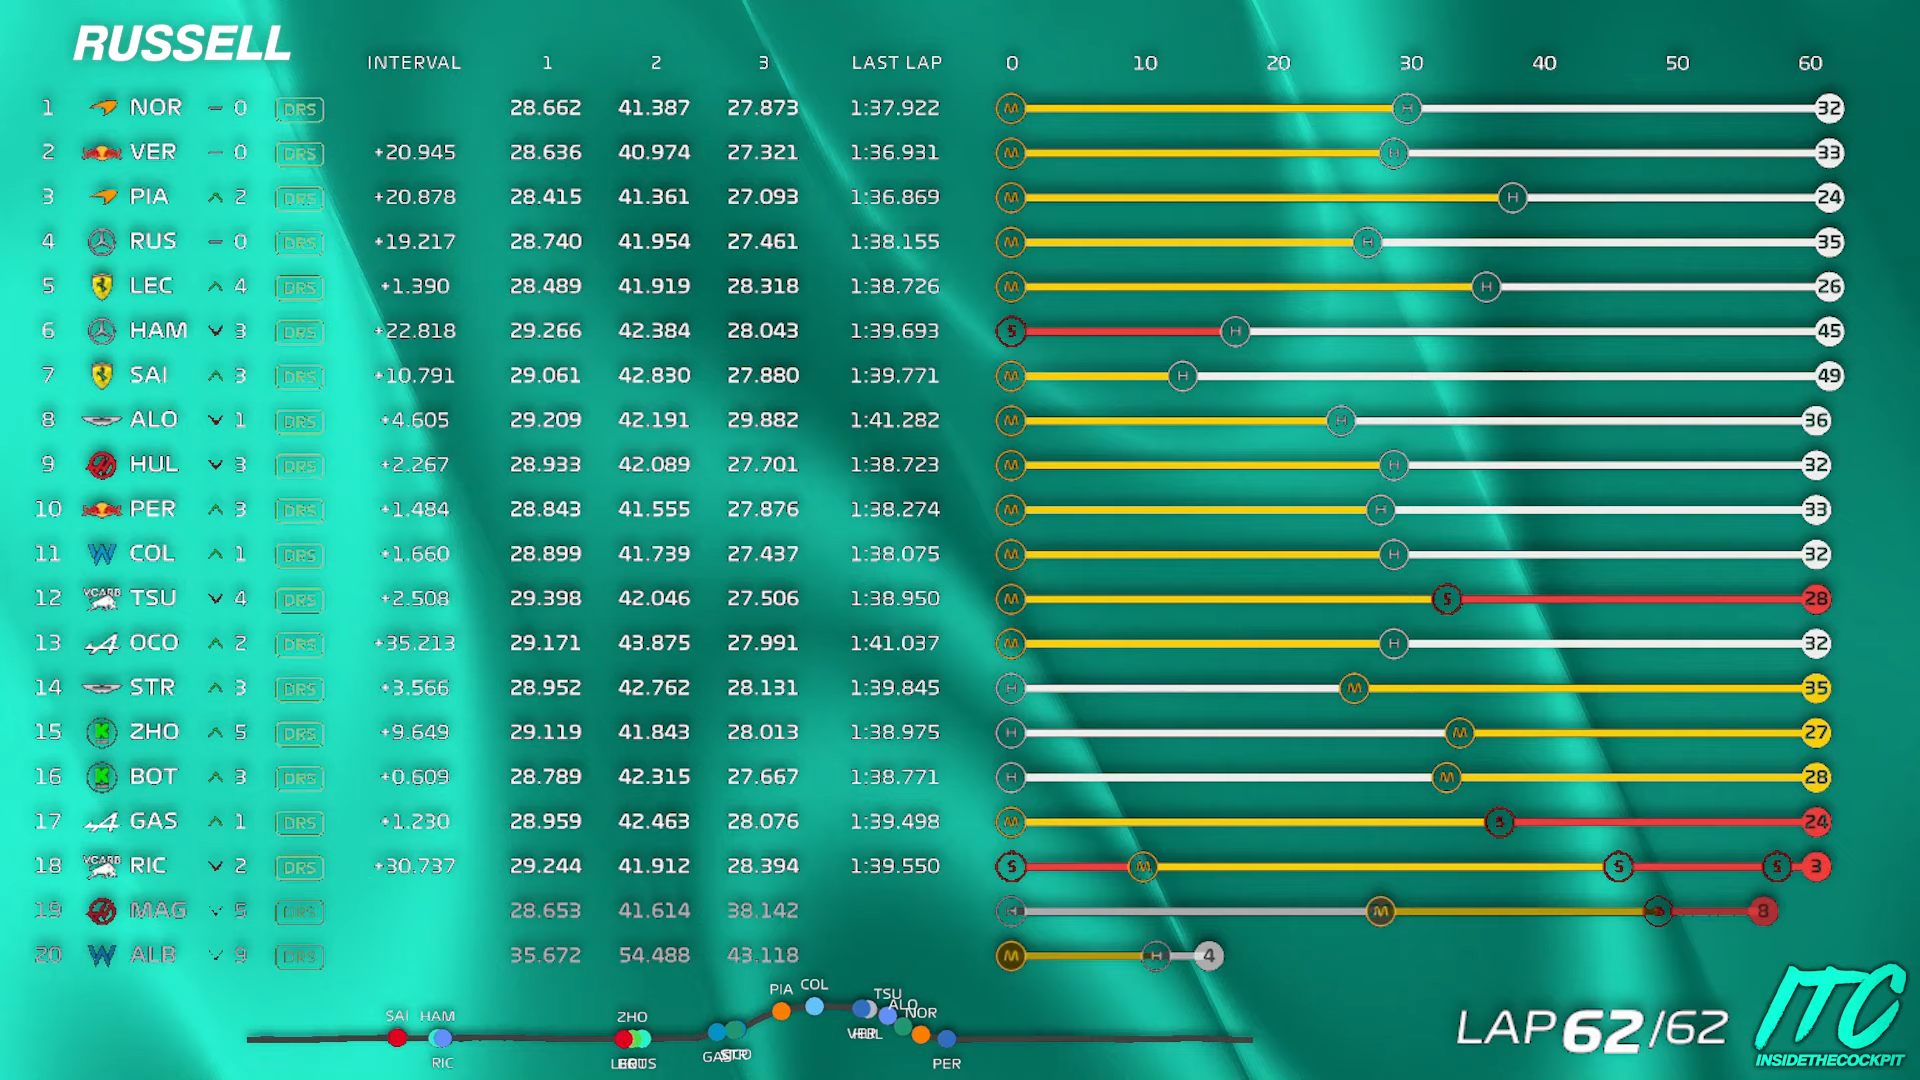 RUSSELL
INTERVAL 1 2 3 LAST LAP 0 10 20 30 40 50 60
1 NOR 0 DRS 28.662 41.387 27.873 1:37.922 M H 32
2 VER 0 DRS +20.945 28.636 40.974 27.321 1:36.931 M H 33
3 PIA 2 DRS +20.878 28.415 41.361 27.093 1:36.869 M H 24
4 RUS 0 DRS +19.217 28.740 41.954 27.461 1:38.155 M H 35
5 LEC 4 DRS +1.390 28.489 41.919 28.318 1:38.726 M H 26
6 HAM 3 DRS +22.818 29.266 42.384 28.043 1:39.693 S H 45
7 SAI 3 DRS +10.791 29.061 42.830 27.880 1:39.771 M H 49
8 ALO 1 DRS +4.605 29.209 42.191 29.882 1:41.282 M H 36
9 HUL 3 DRS +2.267 28.933 42.089 27.701 1:38.723 M H 32
10 PER 3 DRS +1.484 28.843 41.555 27.876 1:38.274 M H 33
11 COL 1 DRS +1.660 28.899 41.739 27.437 1:38.075 M H 32
12 VCARB TSU 4 DRS +2.508 29.398 42.046 27.506 1:38.950 M S 28
13 OCO 2 DRS +35.213 29.171 43.875 27.991 1:41.037 M H 32
14 STR 3 DRS +3.566 28.952 42.762 28.131 1:39.845 H M 35
15 K ZHO 5 DRS +9.649 29.119 41.843 28.013 1:38.975 H M 27
16 K BOT 3 DRS +0.609 28.789 42.315 27.667 1:38.771 H M 28
17 GAS 1 DRS +1.230 28.959 42.463 28.076 1:39.498 M S 24
18 VCARB RIC 2 DRS +30.737 29.244 41.912 28.394 1:39.550 S M S S 3
19 MAG 5 DRS 28.653 41.614 38.142 H M 8
20 ALB 9 DRS 35.672 54.488 43.118 M H 4
PIA COL
TSU
ALO
SAI HAM ZHO NOR
RIC PER
LAP 62/62
ITC
INSIDETHECOCKPIT